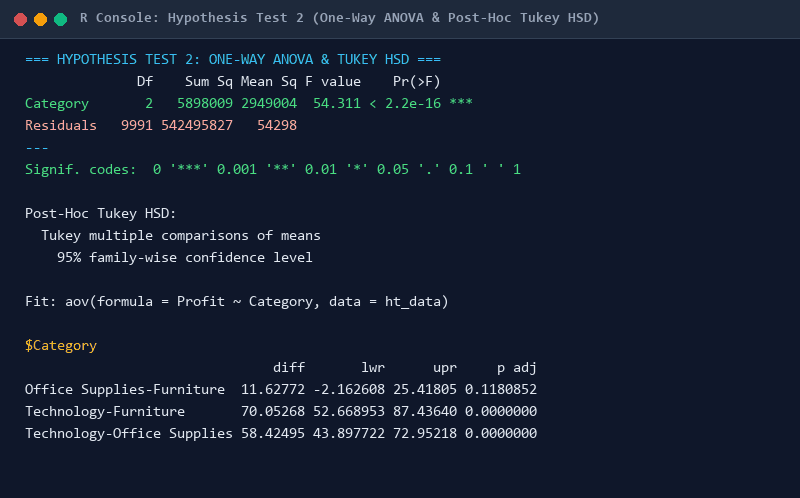 R Console: Hypothesis Test 2 (One-Way ANOVA & Post-Hoc Tukey HSD)
=== HYPOTHESIS TEST 2: ONE-WAY ANOVA & TUKEY HSD ===
              Df    Sum Sq Mean Sq F value    Pr(>F)
Category       2   5898009 2949004  54.311 < 2.2e-16 ***
Residuals   9991 542495827   54298
---
Signif. codes:  0 '***' 0.001 '**' 0.01 '*' 0.05 '.' 0.1 ' ' 1
Post-Hoc Tukey HSD:
  Tukey multiple comparisons of means
    95% family-wise confidence level
Fit: aov(formula = Profit ~ Category, data = ht_data)
$Category
                               diff       lwr      upr     p adj
Office Supplies-Furniture  11.62772 -2.162608 25.41805 0.1180852
Technology-Furniture       70.05268 52.668953 87.43640 0.0000000
Technology-Office Supplies 58.42495 43.897722 72.95218 0.0000000